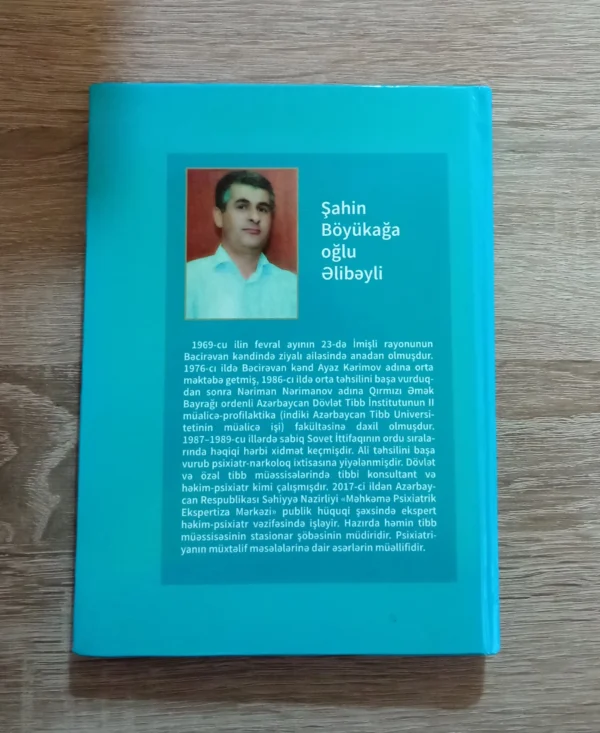 Şahin
Böyükağa
oğlu
Əlibəyli
1969-cu ilin fevral ayının 23-də İmişli rayonunun
Bəcirəvan kəndində ziyalı ailəsində anadan olmuşdur.
1976-cı ildə Bəcirəvan kənd Ayaz Kərimov adına orta
məktəbə getmiş, 1986-cı ildə orta təhsilini başa vurduq-
dan sonra Nəriman Nərimanov adına Qırmızı Əmək
Bayrağı ordenli Azərbaycan Dövlət Tibb İnstitutunun II
müalicə-profilaktika (indiki Azərbaycan Tibb Universi-
tetinin müalicə işi) fakültəsinə daxil olmuşdur.
1987–1989-cu illərdə sabiq Sovet İttifaqının ordu sırala-
rında həqiqi hərbi xidmət keçmişdir. Ali təhsilini başa
vurub psixiatr-narkoloq ixtisasına yiyələnmişdir. Dövlət
və özəl tibb müəssisələrində tibbi konsultant və
həkim-psixiatr kimi çalışmışdır. 2017-ci ildən Azərbay-
can Respublikası Səhiyyə Nazirliyi «Məhkəmə Psixiatrik
Ekspertiza Mərkəzi» publik hüquqi şəxsində ekspert
həkim-psixiatr vəzifəsində işləyir. Hazırda həmin tibb
müəssisəsinin stasionar şöbəsinin müdiridir. Psixiatri-
yanın müxtəlif məsələlərinə dair əsərlərin müəllifidir.